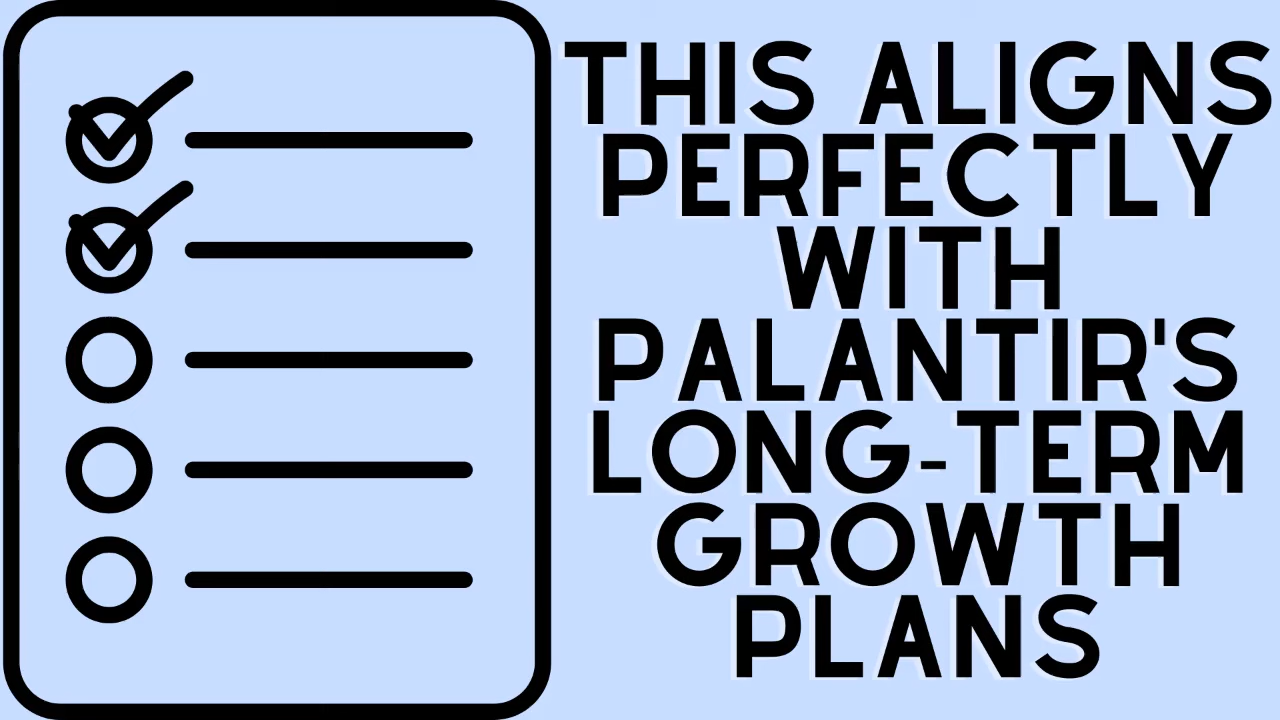 THIS ALIGNS
PERFECTLY
WITH
PALANTIR'S
LONG-TERM
GROWTH
PLANS